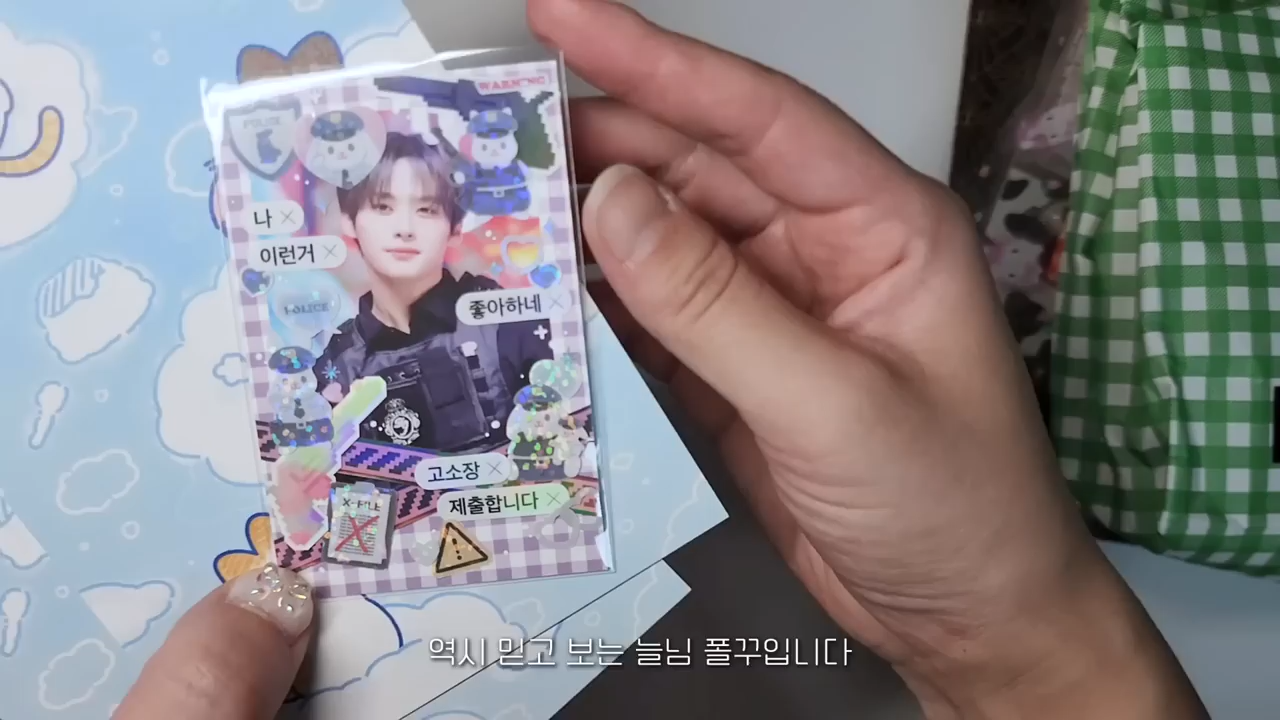 WARNING
POLICE
나
이런거
POLICE
좋아하네
고소장
제출합니다
X-FILE
역시 믿고 보는 늘님 폴꾸입니다